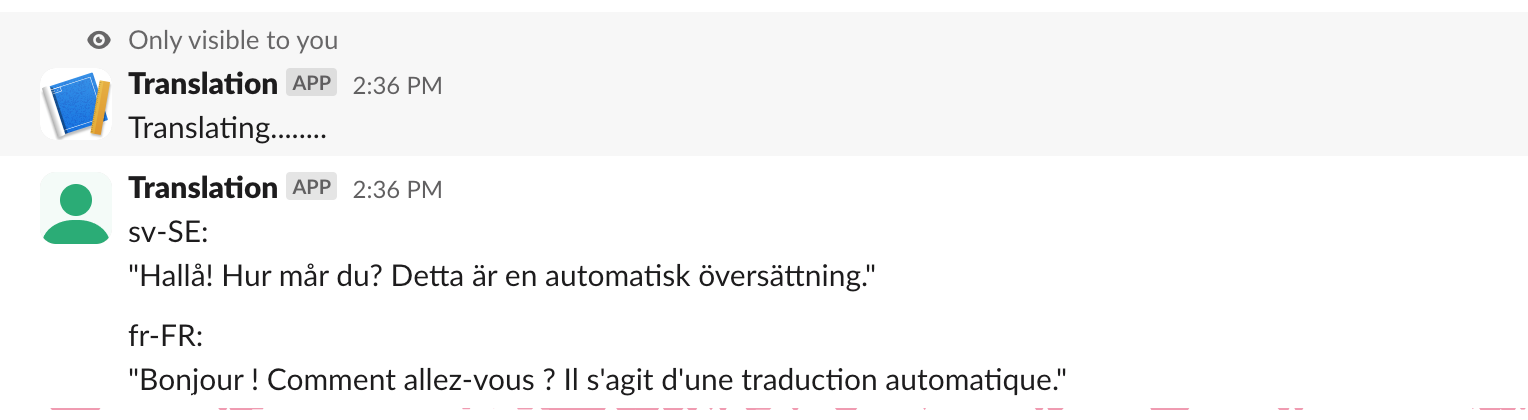 Only visible to you
Translation APP 2:36 PM
Translating........
Translation APP 2:36 PM
sv-SE:
"Hallå! Hur mår du? Detta är en automatisk översättning."
fr-FR:
"Bonjour ! Comment allez-vous ? Il s'agit d'une traduction automatique."